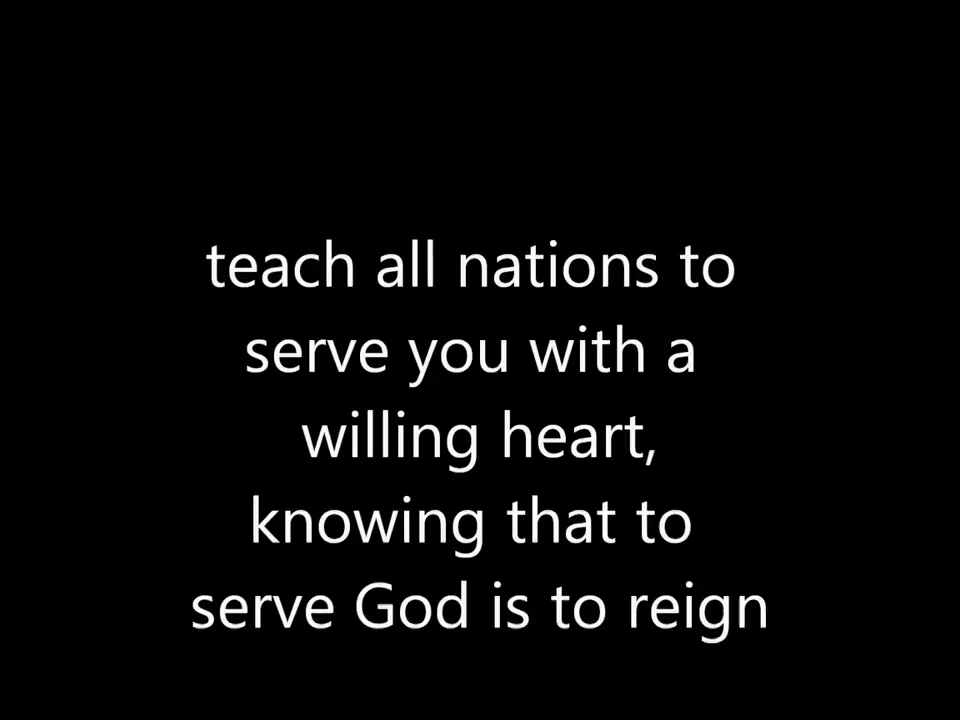 teach all nations to
serve you with a
willing heart,
knowing that to
serve God is to reign